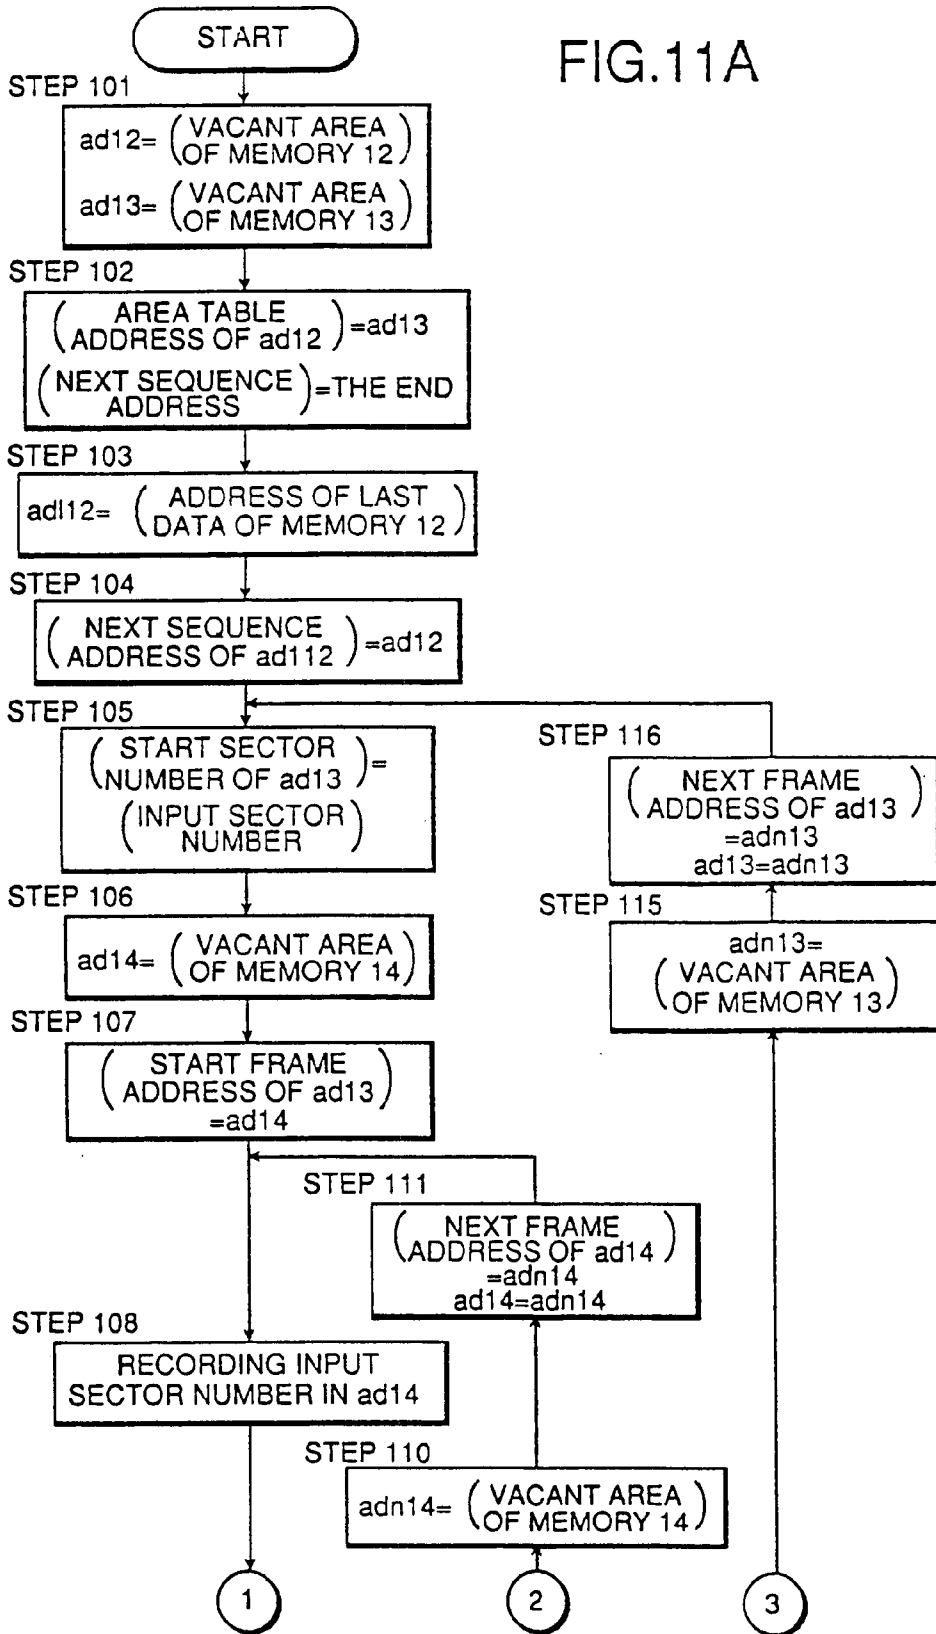 START
FIG.11A
STEP 101
ad12= (VACANT AREA
OF MEMORY 12)
ad13= (VACANT AREA
OF MEMORY 13)
STEP 102
(AREA TABLE
ADDRESS OF ad12)=ad13
(NEXT SEQUENCE
ADDRESS)=THE END
STEP 103
adl12= (ADDRESS OF LAST
DATA OF MEMORY 12)
STEP 104
(NEXT SEQUENCE
ADDRESS OF ad112)=ad12
STEP 105
(START SECTOR
NUMBER OF ad13)=
(INPUT SECTOR
NUMBER)
STEP 106
ad14= (VACANT AREA
OF MEMORY 14)
STEP 107
(START FRAME
ADDRESS OF ad13)
=ad14
STEP 108
RECORDING INPUT
SECTOR NUMBER IN ad14
1
STEP 111
(NEXT FRAME
ADDRESS OF ad14)
=adn14
ad14=adn14
STEP 110
adn14= (VACANT AREA
OF MEMORY 14)
2
STEP 116
(NEXT FRAME
ADDRESS OF ad13)
=adn13
ad13=adn13
STEP 115
adn13=
(VACANT AREA
OF MEMORY 13)
3